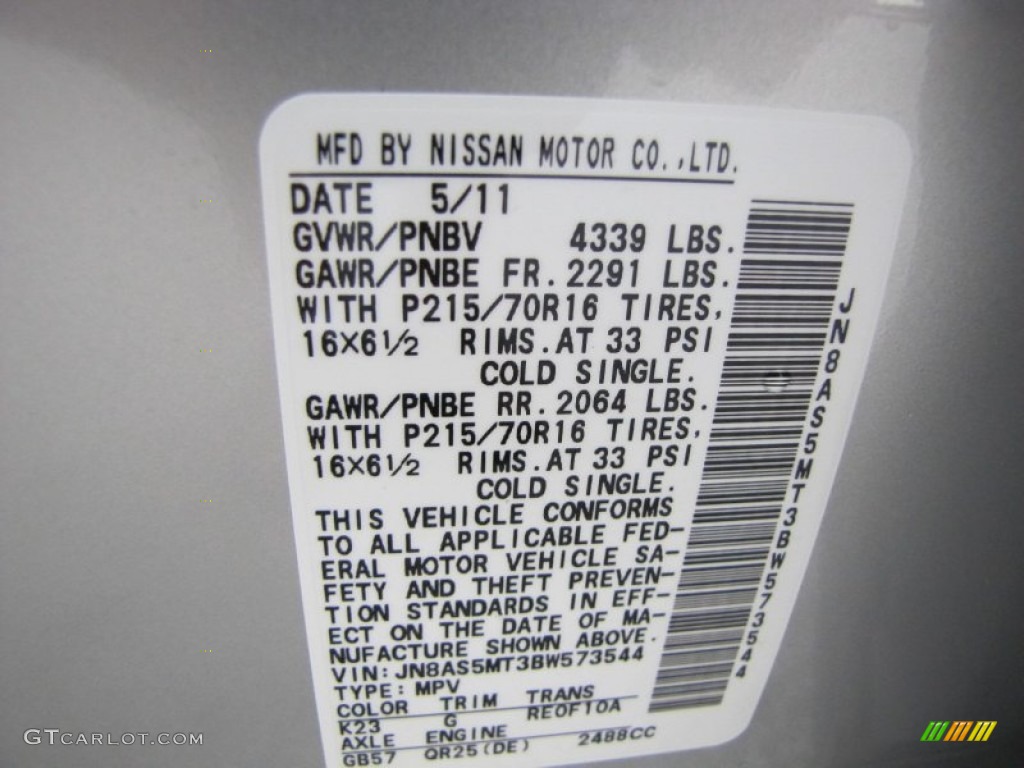 MFD BY NISSAN MOTOR CO.,LTD.
DATE 5/11
GVWR/PNBV 4339 LBS.
GAWR/PNBE FR. 2291 LBS.
WITH P215/70R16 TIRES,
16×6½ RIMS. AT 33 PSI
COLD SINGLE.
GAWR/PNBE RR. 2064 LBS.
WITH P215/70R16 TIRES,
16×6½ RIMS. AT 33 PSI
COLD SINGLE.
THIS VEHICLE CONFORMS
TO ALL APPLICABLE FED-
ERAL MOTOR VEHICLE SA-
FETY AND THEFT PREVEN-
TION STANDARDS IN EFF-
ECT ON THE DATE OF MA-
NUFACTURE SHOWN ABOVE.
VIN: JN8AS5MT3BW573544
TYPE: MPV
COLOR TRIM TRANS
K23 G RE0F10A
AXLE ENGINE
GB57 QR25(DE) 2488CC
JN8AS5MT3BW573544
GTCARLOT.COM